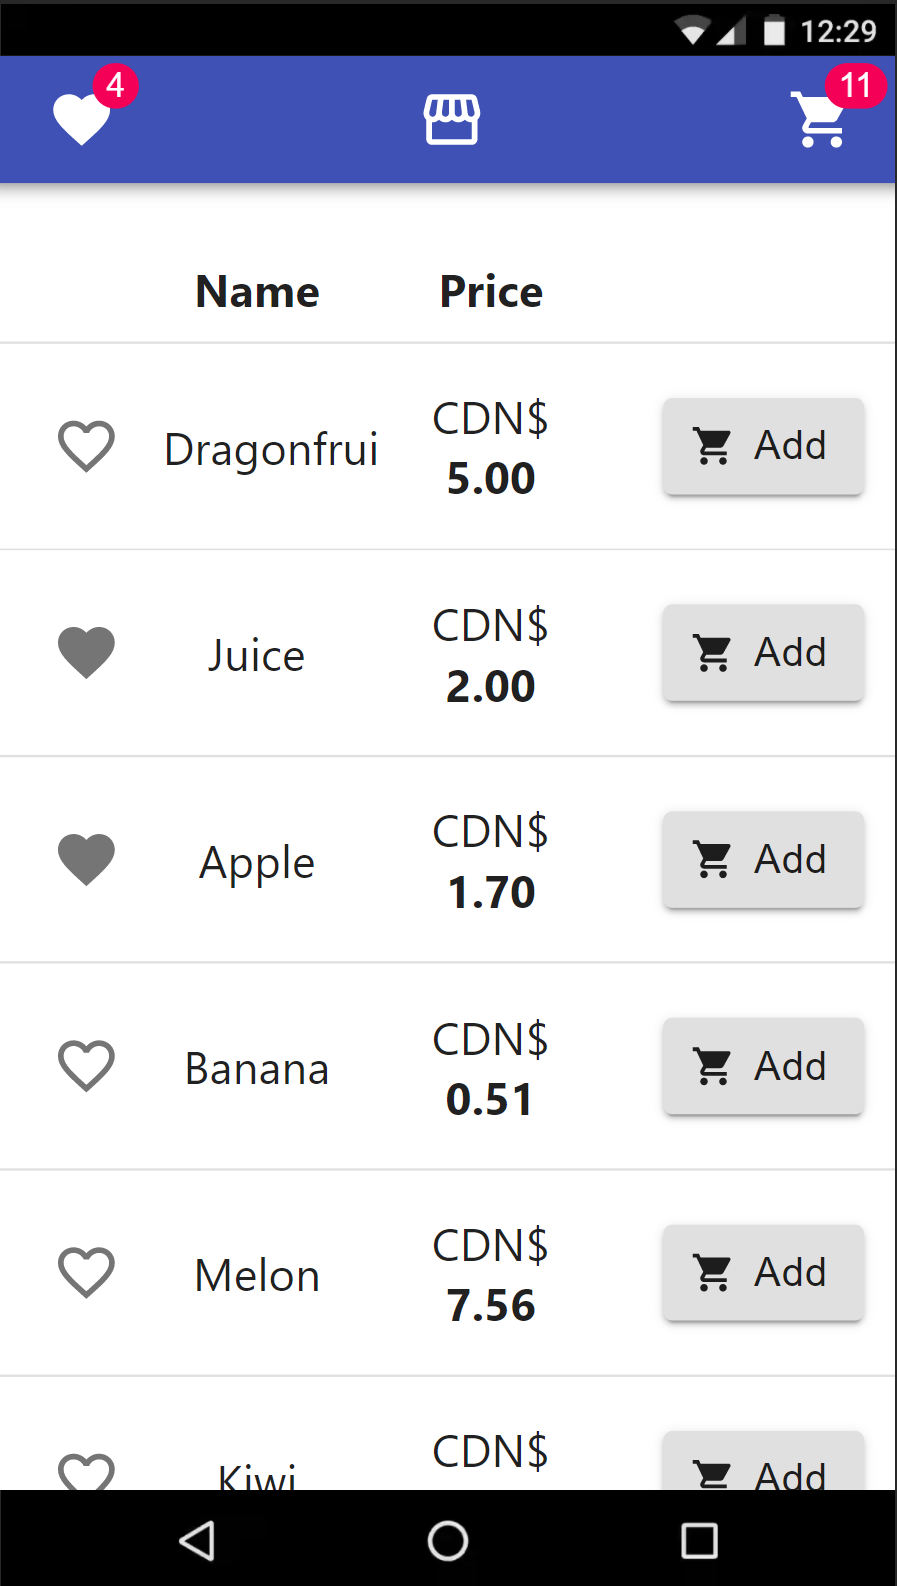 12:29
4
11
Name Price
Dragonfrui CDN$ 5.00 Add
Juice CDN$ 2.00 Add
Apple CDN$ 1.70 Add
Banana CDN$ 0.51 Add
Melon CDN$ 7.56 Add
Kiwi CDN$ Add